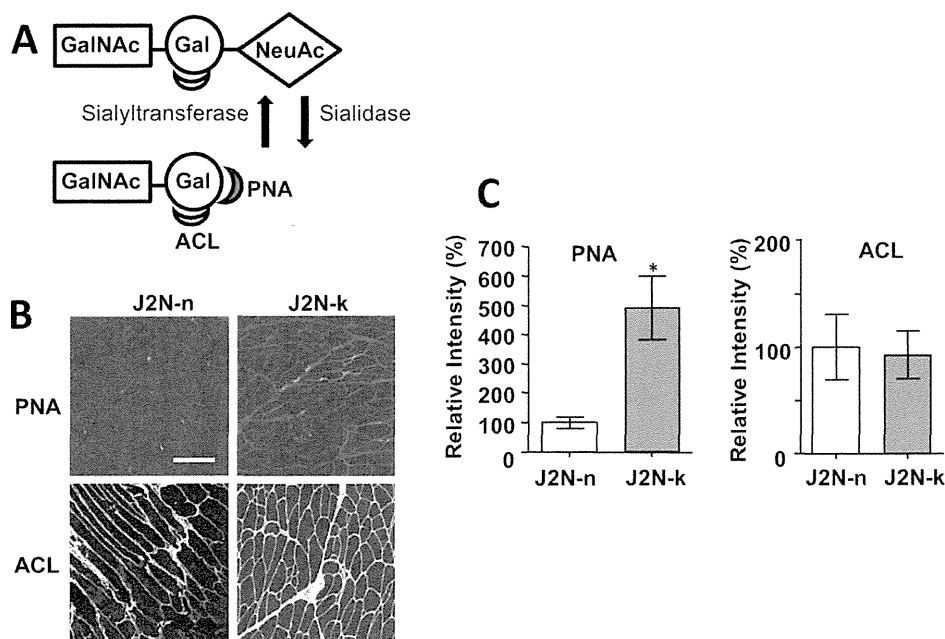 A
GalNAc Gal NeuAc
Sialyltransferase Sialidase
GalNAc Gal PNA
ACL
B
J2N-n J2N-k
PNA
ACL
C
Relative Intensity (%)
700
600
500
400
300
200
100
0
PNA
*
J2N-n J2N-k
Relative Intensity (%)
200
100
0
ACL
J2N-n J2N-k